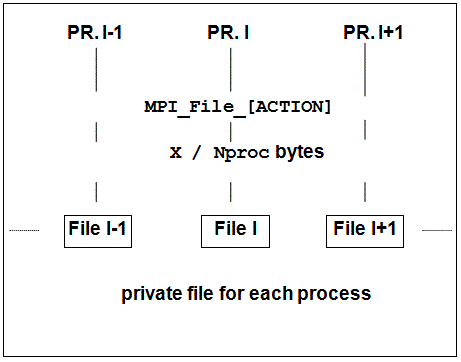 PR. I-1 PR. I PR. I+1
MPI_File_[ACTION]
X / Nproc bytes
File I-1 File I File I+1
private file for each process